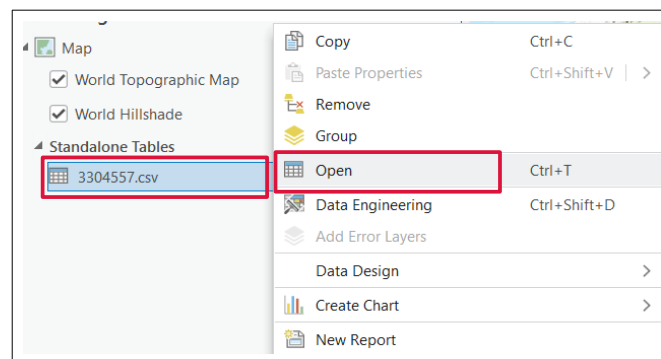 Map
World Topographic Map
World Hillshade
Standalone Tables
3304557.csv
Copy Ctrl+C
Paste Properties Ctrl+Shift+V
Remove
Group
Open Ctrl+T
Data Engineering Ctrl+Shift+D
Add Error Layers
Data Design
Create Chart
New Report